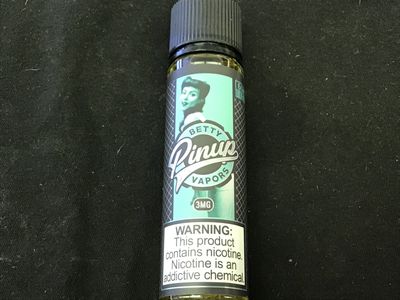 BETTY
Pinup
VAPORS
3MG
WARNING:
This product
contains nicotine.
Nicotine is an
addictive chemical.